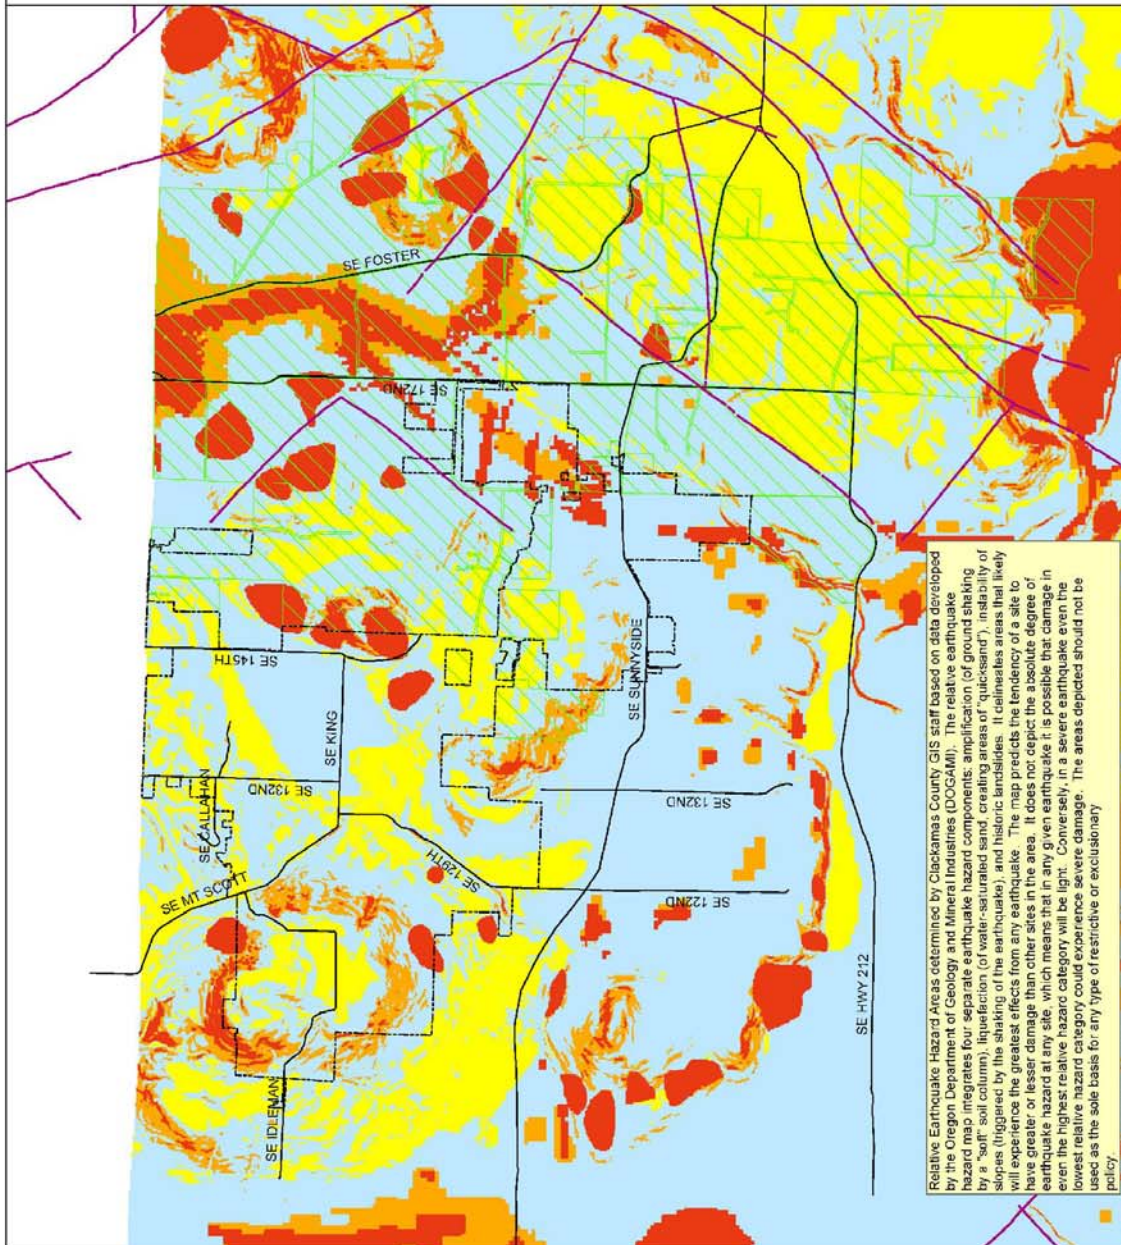 SE FOSTER
SE 172ND
SE 145TH
SE KING
SE SUNNYSIDE
SE CALLAHAN
SE 132ND
SE 132ND
SE MT SCOTT
SE 129TH
SE 122ND
SE HWY 212
SE IDLEMAN
Relative Earthquake Hazard Areas determined by Clackamas County GIS staff based on data developed
by the Oregon Department of Geology and Mineral Industries (DOGAMI). The relative earthquake
hazard map integrates four separate earthquake hazard components: amplification (of ground shaking
by a "soft" soil column), liquefaction (of water-saturated sand, creating areas of "quicksand"), instability of
slopes (triggered by the shaking of the earthquake), and historic landslides. It delineates areas that likely
will experience the greatest effects from any earthquake. The map predicts the tendency of a site to
have greater or lesser damage than other sites in the area. It does not depict the absolute degree of
earthquake hazard at any site, which means that in any given earthquake it is possible that damage in
even the highest relative hazard category will be light. Conversely, in a severe earthquake even the
lowest relative hazard category could experience severe damage. The areas depicted should not be
used as the sole basis for any type of restrictive or exclusionary
policy.